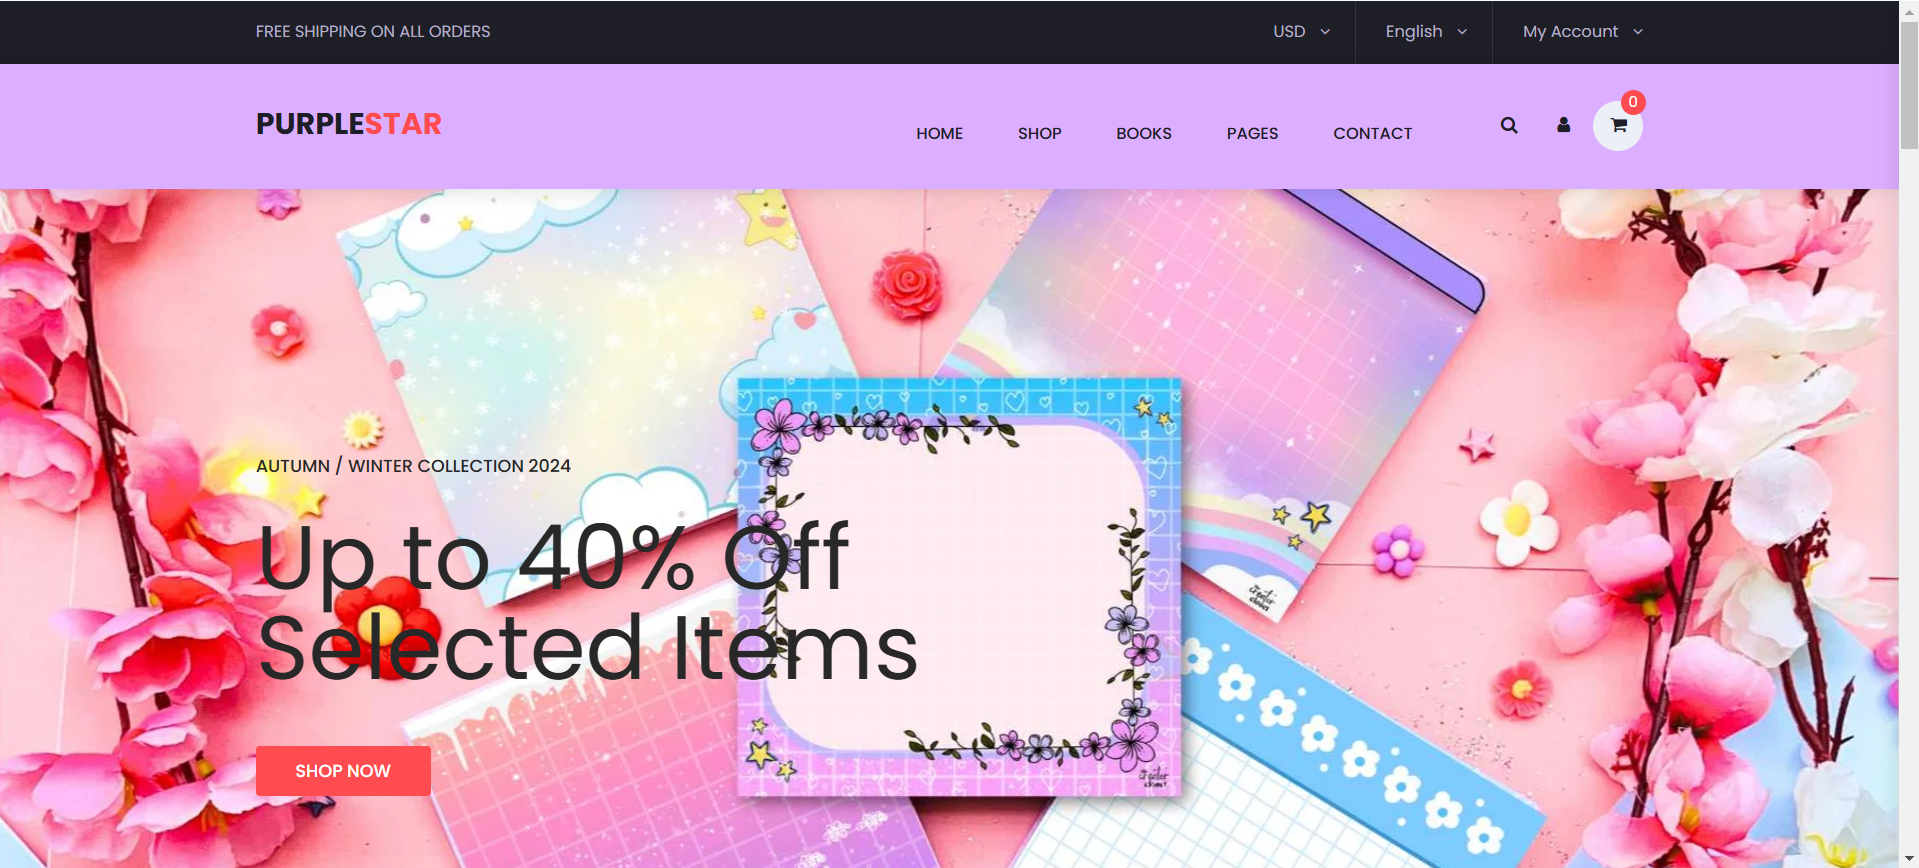 FREE SHIPPING ON ALL ORDERS
USD
English
My Account
PURPLESTAR
HOME
SHOP
BOOKS
PAGES
CONTACT
0
AUTUMN / WINTER COLLECTION 2024
Up to 40% Off
Selected Items
SHOP NOW